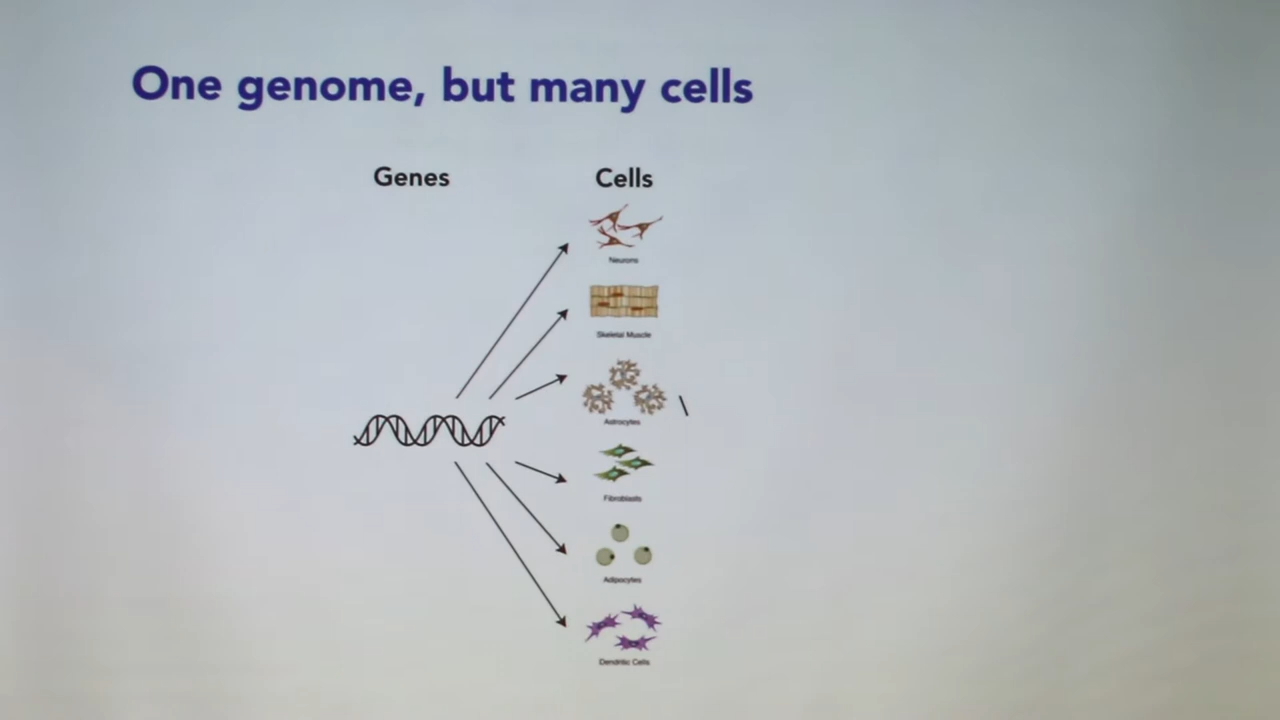 One genome, but many cells
Genes
Cells
Neurons
Skeletal Muscle
Astrocytes
Fibroblasts
Adipocytes
Dendritic Cells